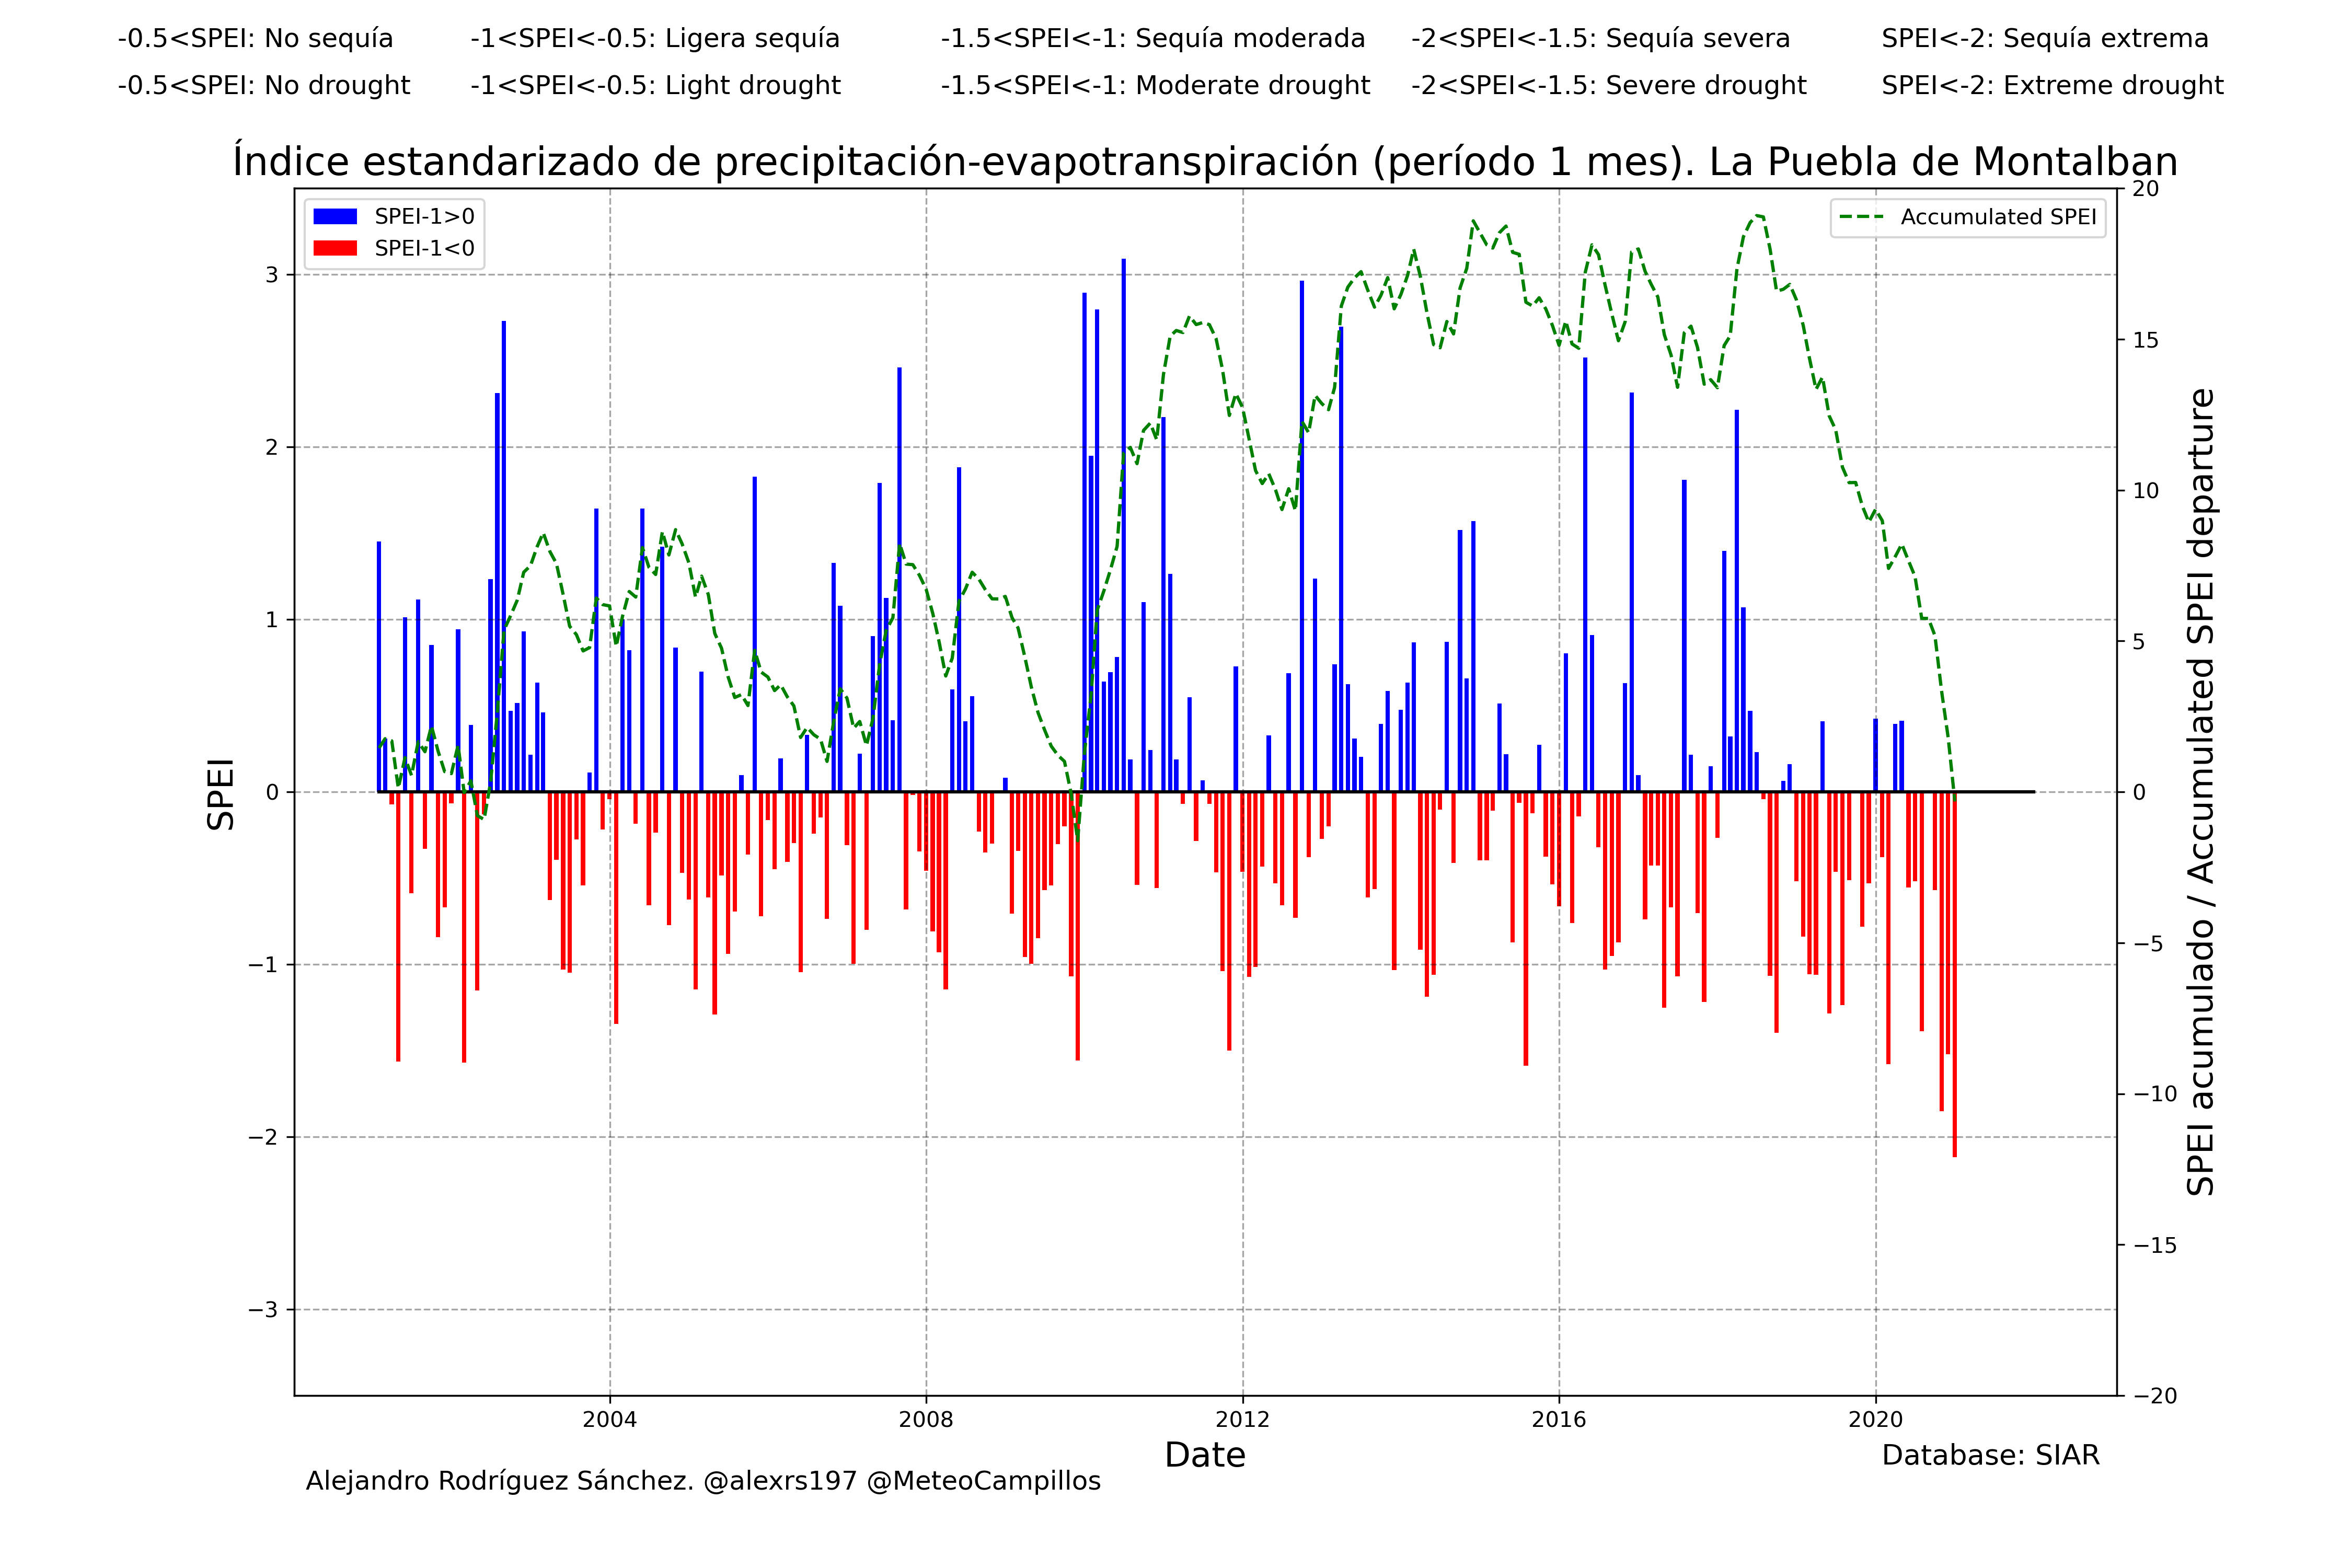 -0.5<SPEI: No sequía -1<SPEI<-0.5: Ligera sequía -1.5<SPEI<-1: Sequía moderada -2<SPEI<-1.5: Sequía severa SPEI<-2: Sequía extrema
-0.5<SPEI: No drought -1<SPEI<-0.5: Light drought -1.5<SPEI<-1: Moderate drought -2<SPEI<-1.5: Severe drought SPEI<-2: Extreme drought
Índice estandarizado de precipitación-evapotranspiración (período 1 mes). La Puebla de Montalban
SPEI-1>0
SPEI-1<0
Accumulated SPEI
SPEI
3
2
1
0
−1
−2
−3
20
15
10
5
0
−5
−10
−15
−20
SPEI acumulado / Accumulated SPEI departure
2004 2008 2012 2016 2020
Date
Database: SIAR
Alejandro Rodríguez Sánchez. @alexrs197 @MeteoCampillos